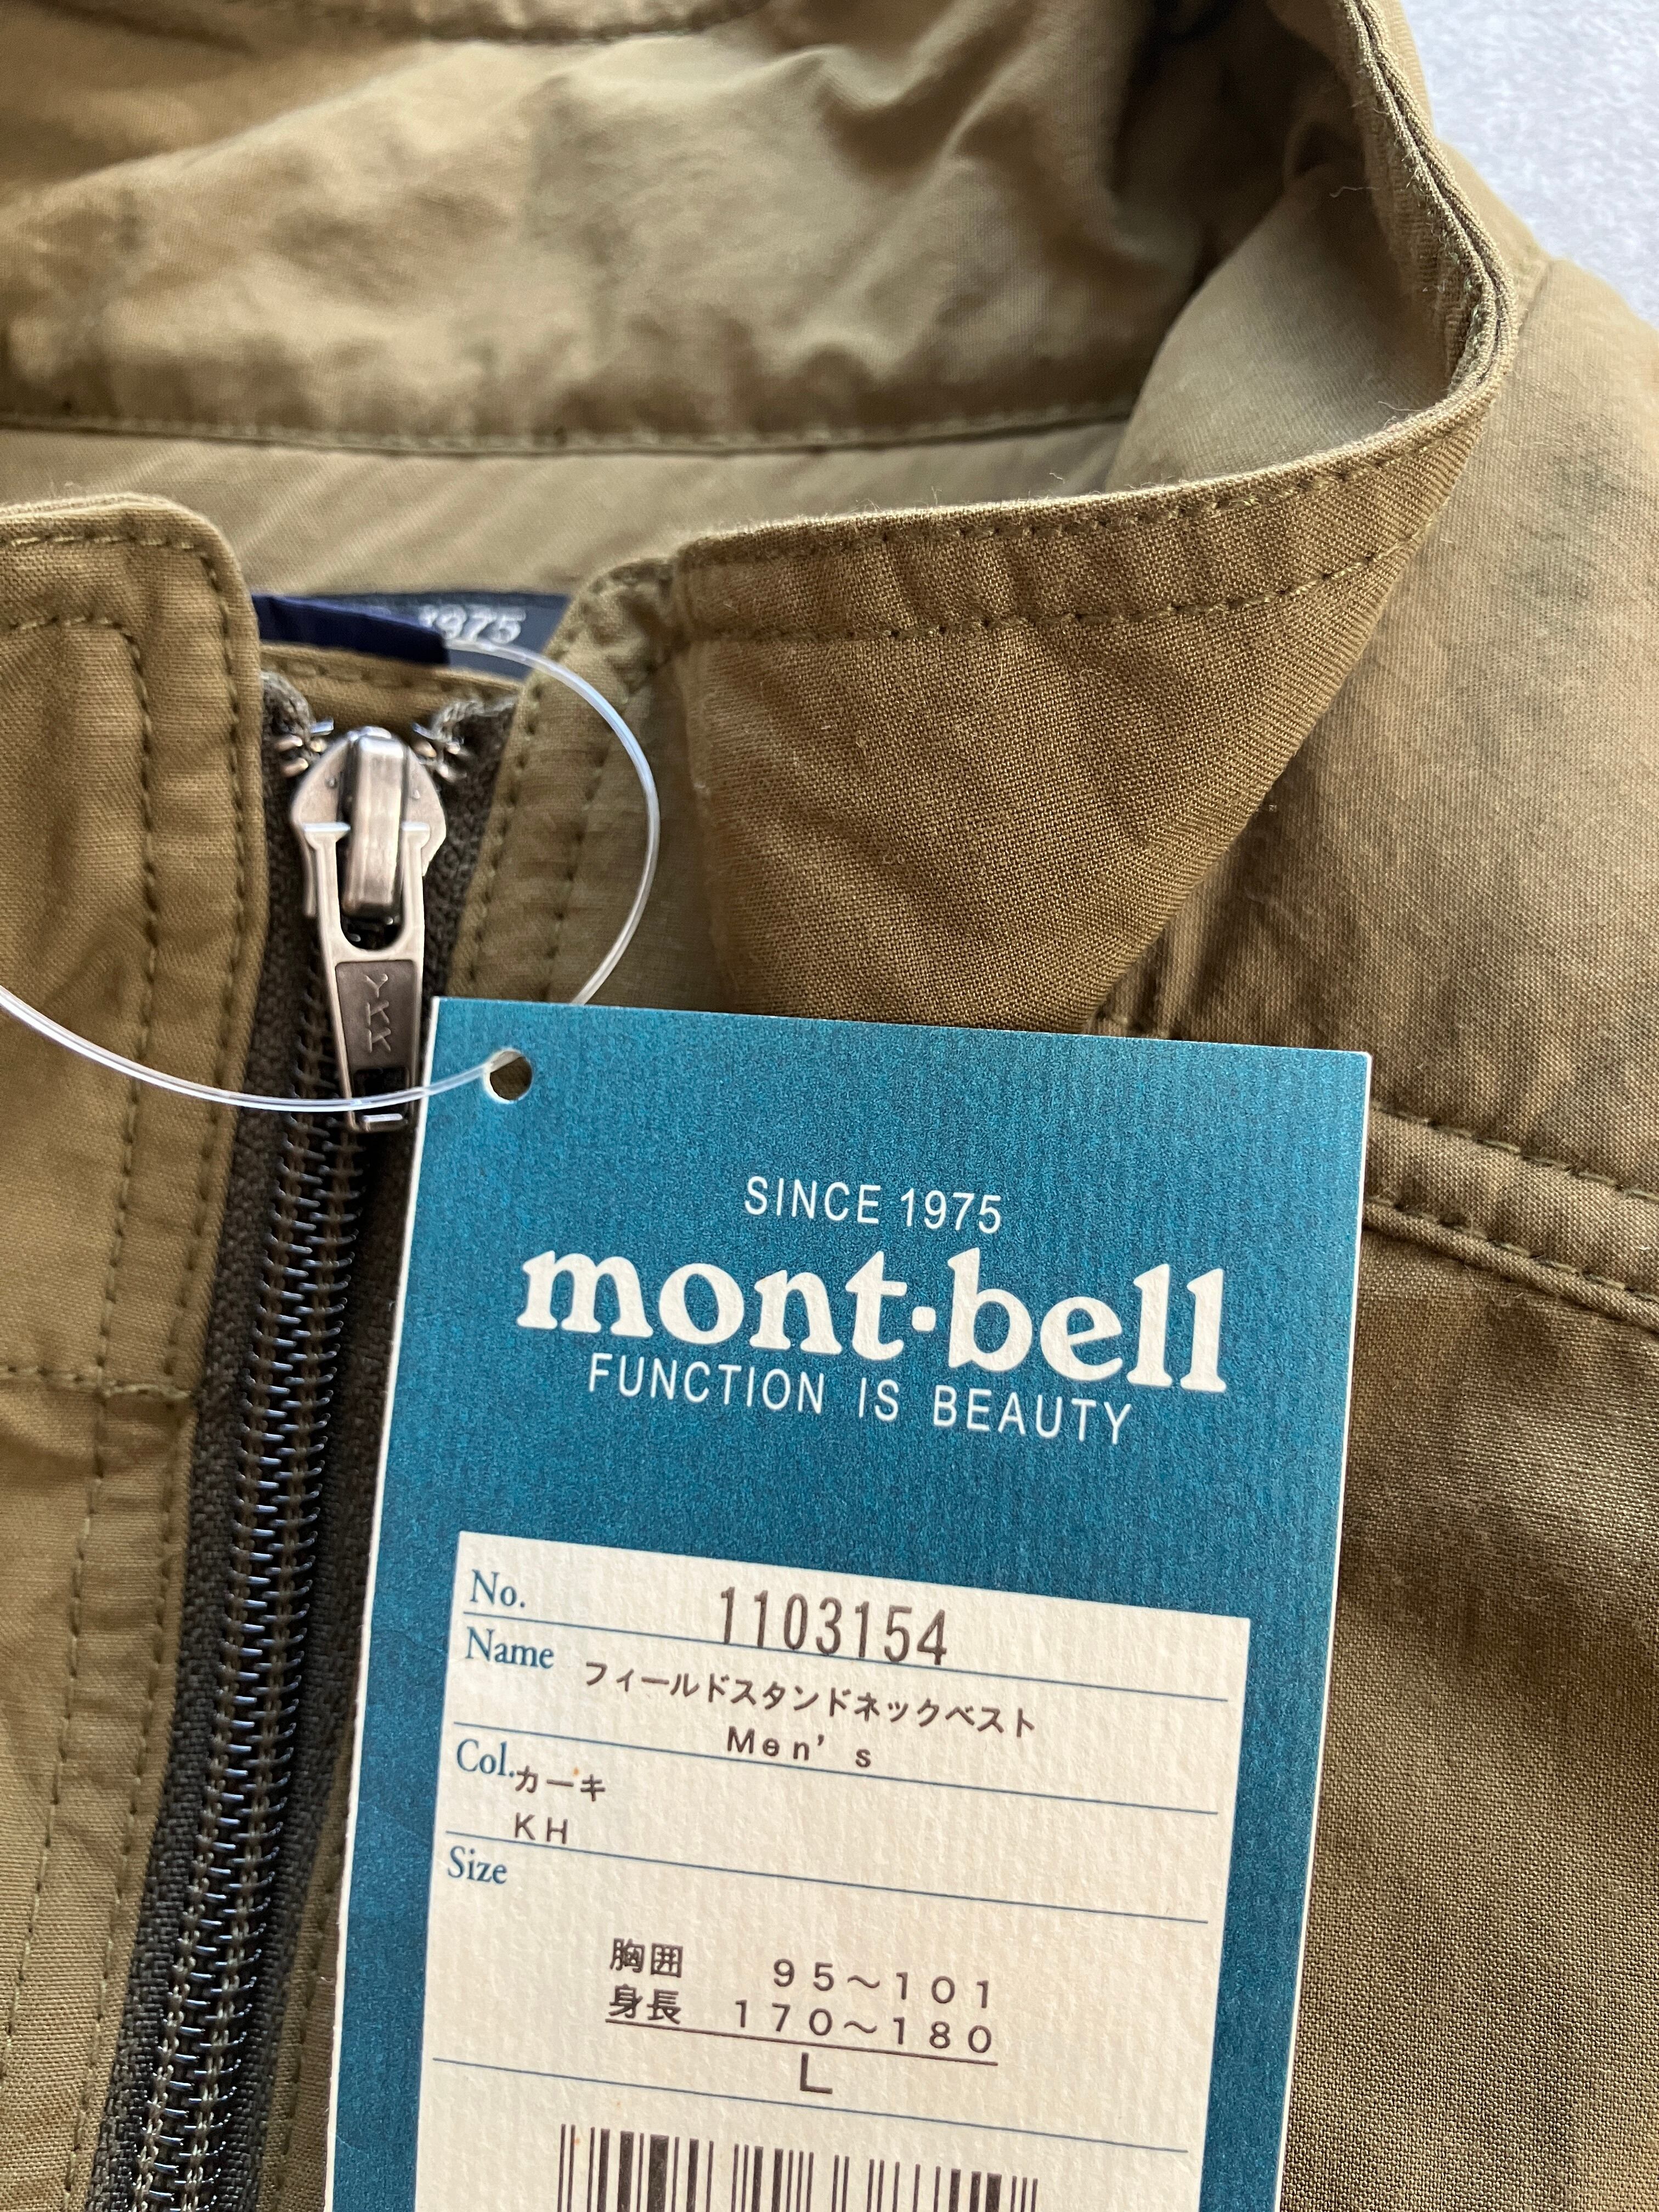 1975
YKK
SINCE 1975
mont·bell
FUNCTION IS BEAUTY
No. 1103154
Name フィールドスタンドネックベスト
Men's
Col. カーキ
KH
Size
胸囲 95～101
身長 170～180
L